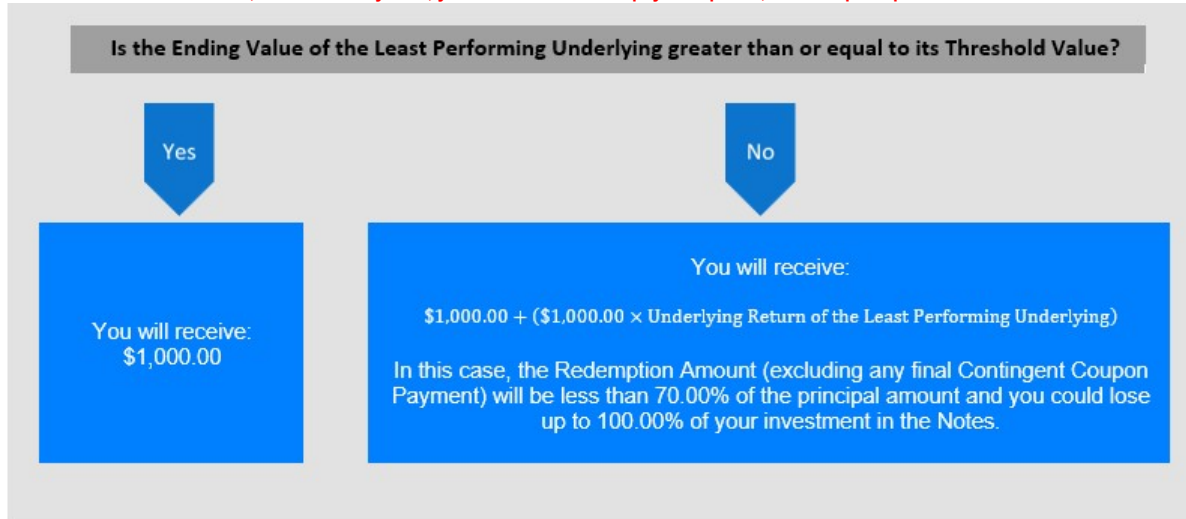 Is the Ending Value of the Least Performing Underlying greater than or equal to its Threshold Value?
Yes
No
You will receive:
$1,000.00
You will receive:
$1,000.00 + ($1,000.00 × Underlying Return of the Least Performing Underlying)
In this case, the Redemption Amount (excluding any final Contingent Coupon
Payment) will be less than 70.00% of the principal amount and you could lose
up to 100.00% of your investment in the Notes.